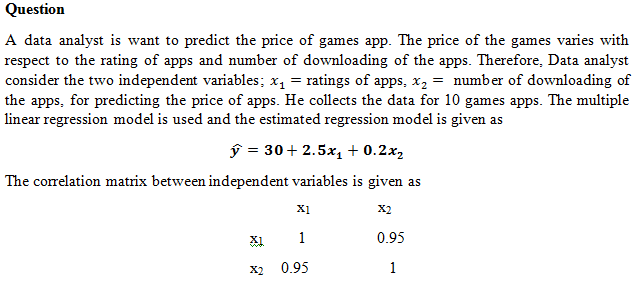 Question
A data analyst is want to predict the price of games app. The price of the games varies with
respect to the rating of apps and number of downloading of the apps. Therefore, Data analyst
consider the two independent variables; x₁ = ratings of apps, x₂ = number of downloading of
the apps, for predicting the price of apps. He collects the data for 10 games apps. The multiple
linear regression model is used and the estimated regression model is given as
ŷ = 30 + 2.5x₁ + 0.2x₂
The correlation matrix between independent variables is given as
x₁ x₂
x₁ 1 0.95
x₂ 0.95 1